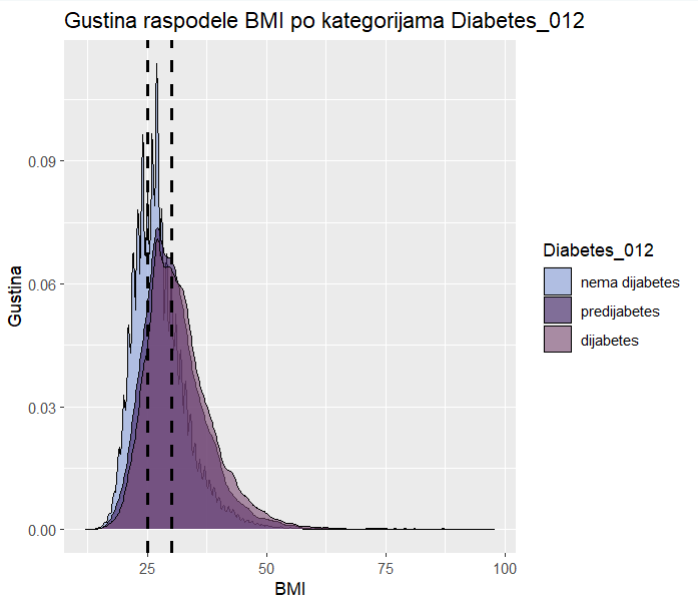 Gustina raspodele BMI po kategorijama Diabetes_012
Gustina
0.09
0.06
0.03
0.00
25
50
75
100
BMI
Diabetes_012
nema dijabetes
predijabetes
dijabetes